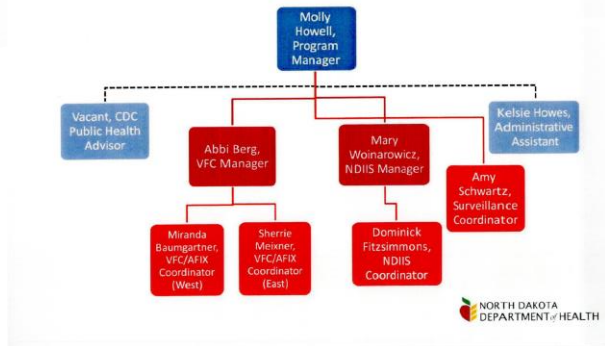 Molly
Howell,
Program
Manager
Vacant, CDC
Public Health
Advisor
Kelsie Howes,
Administrative
Assistant
Abbi Berg,
VFC Manager
Mary
Woinarowicz,
NDIIS Manager
Amy
Schwartz,
Surveillance
Coordinator
Miranda
Baumgartner,
VFC/AFIX
Coordinator
(West)
Sherrie
Meixner,
VFC/AFIX
Coordinator
(East)
Dominick
Fitzsimmons,
NDIIS
Coordinator
NORTH DAKOTA
DEPARTMENT of HEALTH